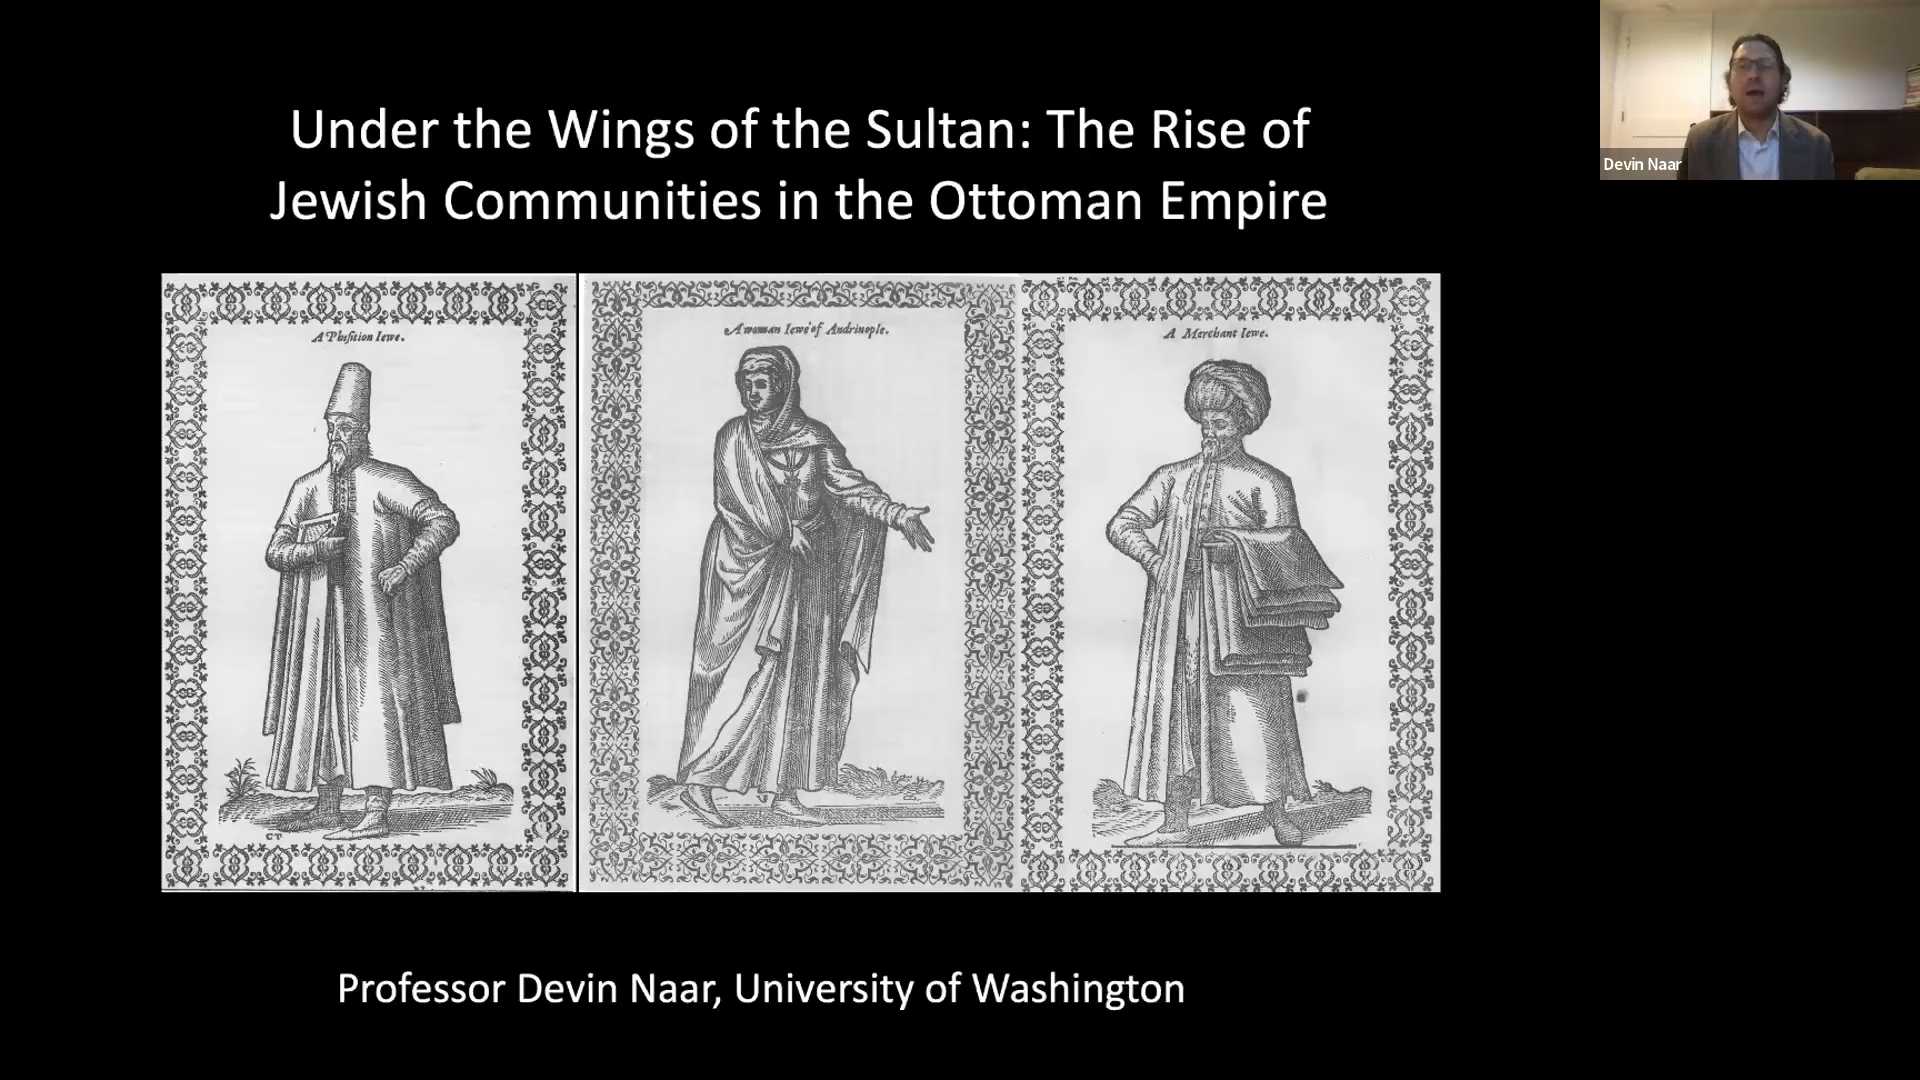 Under the Wings of the Sultan: The Rise of
Jewish Communities in the Ottoman Empire
Devin Naar
A Phisition Iewe.
A woman Iewe of Andrinople.
A Merchant Iewe.
CT
Professor Devin Naar, University of Washington